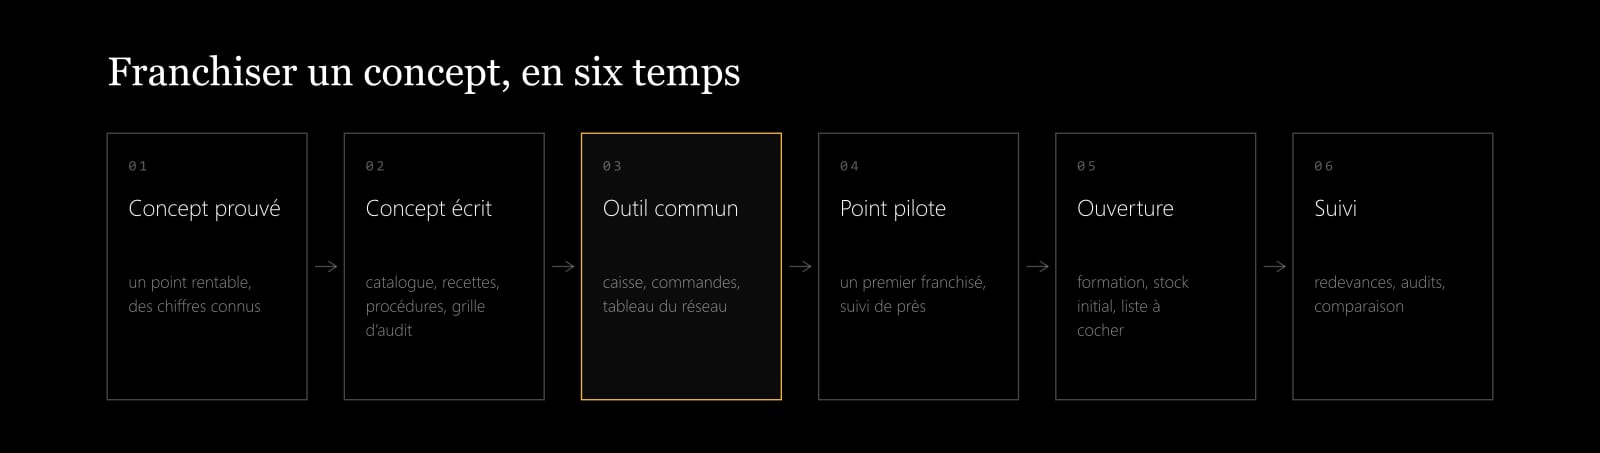 Franchiser un concept, en six temps
01
Concept prouvé
un point rentable,
des chiffres connus
02
Concept écrit
catalogue, recettes,
procédures, grille
d’audit
03
Outil commun
caisse, commandes,
tableau du réseau
04
Point pilote
un premier franchisé,
suivi de près
05
Ouverture
formation, stock
initial, liste à
cocher
06
Suivi
redevances, audits,
comparaison